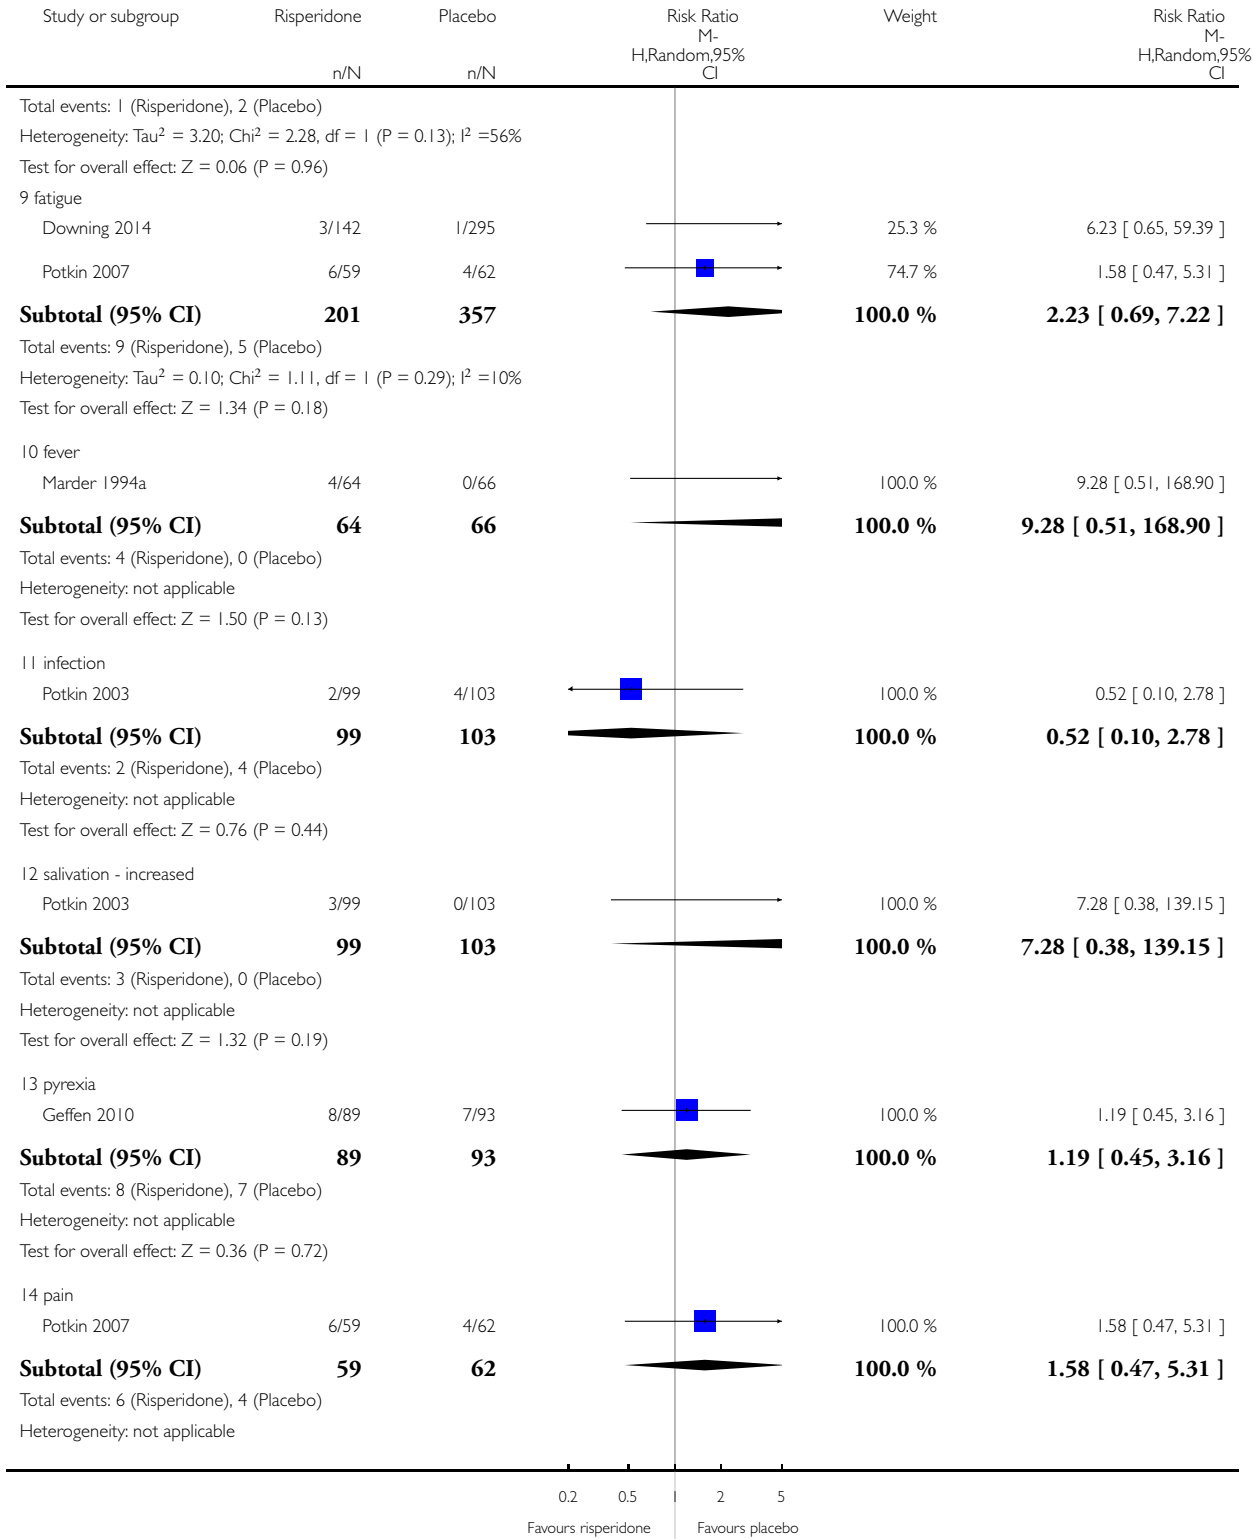 Study or subgroup Risperidone Placebo Risk Ratio Weight Risk Ratio
M- M-
H,Random,95% H,Random,95%
n/N n/N CI CI
Total events: 1 (Risperidone), 2 (Placebo)
Heterogeneity: Tau² = 3.20; Chi² = 2.28, df = 1 (P = 0.13); I² =56%
Test for overall effect: Z = 0.06 (P = 0.96)
9 fatigue
Downing 2014 3/142 1/295 25.3 % 6.23 [ 0.65, 59.39 ]
Potkin 2007 6/59 4/62 74.7 % 1.58 [ 0.47, 5.31 ]
Subtotal (95% CI) 201 357 100.0 % 2.23 [ 0.69, 7.22 ]
Total events: 9 (Risperidone), 5 (Placebo)
Heterogeneity: Tau² = 0.10; Chi² = 1.11, df = 1 (P = 0.29); I² =10%
Test for overall effect: Z = 1.34 (P = 0.18)
10 fever
Marder 1994a 4/64 0/66 100.0 % 9.28 [ 0.51, 168.90 ]
Subtotal (95% CI) 64 66 100.0 % 9.28 [ 0.51, 168.90 ]
Total events: 4 (Risperidone), 0 (Placebo)
Heterogeneity: not applicable
Test for overall effect: Z = 1.50 (P = 0.13)
11 infection
Potkin 2003 2/99 4/103 100.0 % 0.52 [ 0.10, 2.78 ]
Subtotal (95% CI) 99 103 100.0 % 0.52 [ 0.10, 2.78 ]
Total events: 2 (Risperidone), 4 (Placebo)
Heterogeneity: not applicable
Test for overall effect: Z = 0.76 (P = 0.44)
12 salivation - increased
Potkin 2003 3/99 0/103 100.0 % 7.28 [ 0.38, 139.15 ]
Subtotal (95% CI) 99 103 100.0 % 7.28 [ 0.38, 139.15 ]
Total events: 3 (Risperidone), 0 (Placebo)
Heterogeneity: not applicable
Test for overall effect: Z = 1.32 (P = 0.19)
13 pyrexia
Geffen 2010 8/89 7/93 100.0 % 1.19 [ 0.45, 3.16 ]
Subtotal (95% CI) 89 93 100.0 % 1.19 [ 0.45, 3.16 ]
Total events: 8 (Risperidone), 7 (Placebo)
Heterogeneity: not applicable
Test for overall effect: Z = 0.36 (P = 0.72)
14 pain
Potkin 2007 6/59 4/62 100.0 % 1.58 [ 0.47, 5.31 ]
Subtotal (95% CI) 59 62 100.0 % 1.58 [ 0.47, 5.31 ]
Total events: 6 (Risperidone), 4 (Placebo)
Heterogeneity: not applicable
0.2 0.5 1 2 5
Favours risperidone Favours placebo